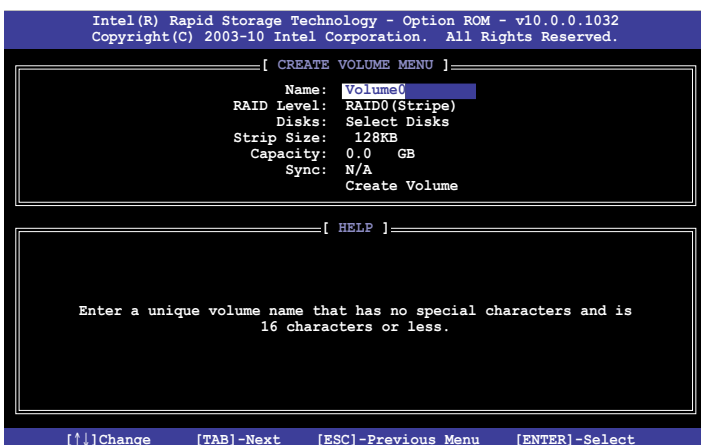 Intel(R) Rapid Storage Technology - Option ROM - v10.0.0.1032
Copyright(C) 2003-10 Intel Corporation.  All Rights Reserved.
[ CREATE VOLUME MENU ]
Name: Volume0
RAID Level: RAID0(Stripe)
Disks: Select Disks
Strip Size: 128KB
Capacity: 0.0 GB
Sync: N/A
Create Volume
[ HELP ]
Enter a unique volume name that has no special characters and is
16 characters or less.
[↑↓]Change [TAB]-Next [ESC]-Previous Menu [ENTER]-Select